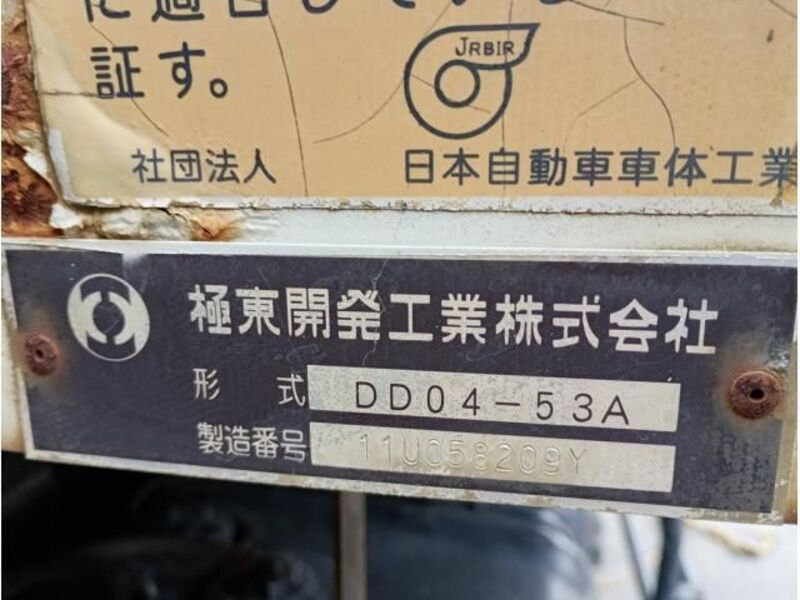 証す。
JRBIR
社団法人 日本自動車車体工業
極東開発工業株式会社
形式 DD04-53A
製造番号 11U058209Y